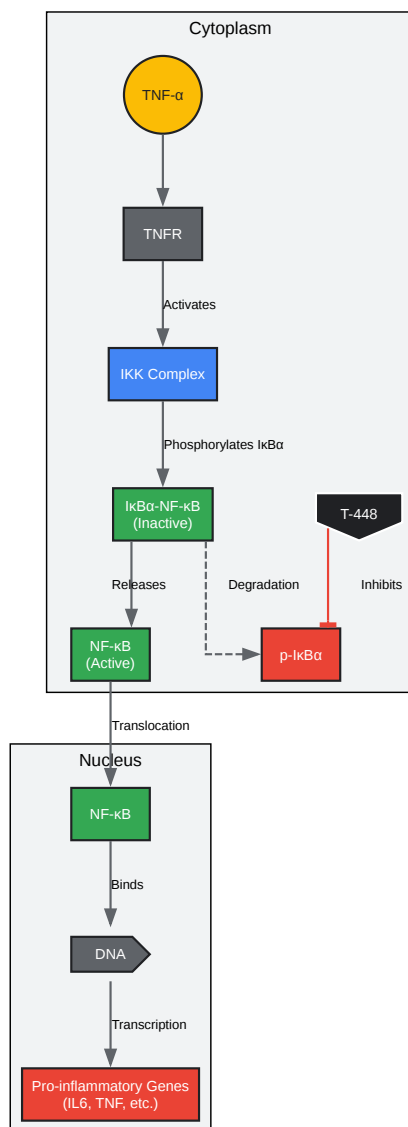 Cytoplasm
TNF-α
TNFR
Activates
IKK Complex
Phosphorylates IκBα
IκBα-NF-κB
(Inactive)
T-448
Releases
Degradation
Inhibits
NF-κB
(Active)
p-IκBα
Translocation
Nucleus
NF-κB
Binds
DNA
Transcription
Pro-inflammatory Genes
(IL6, TNF, etc.)